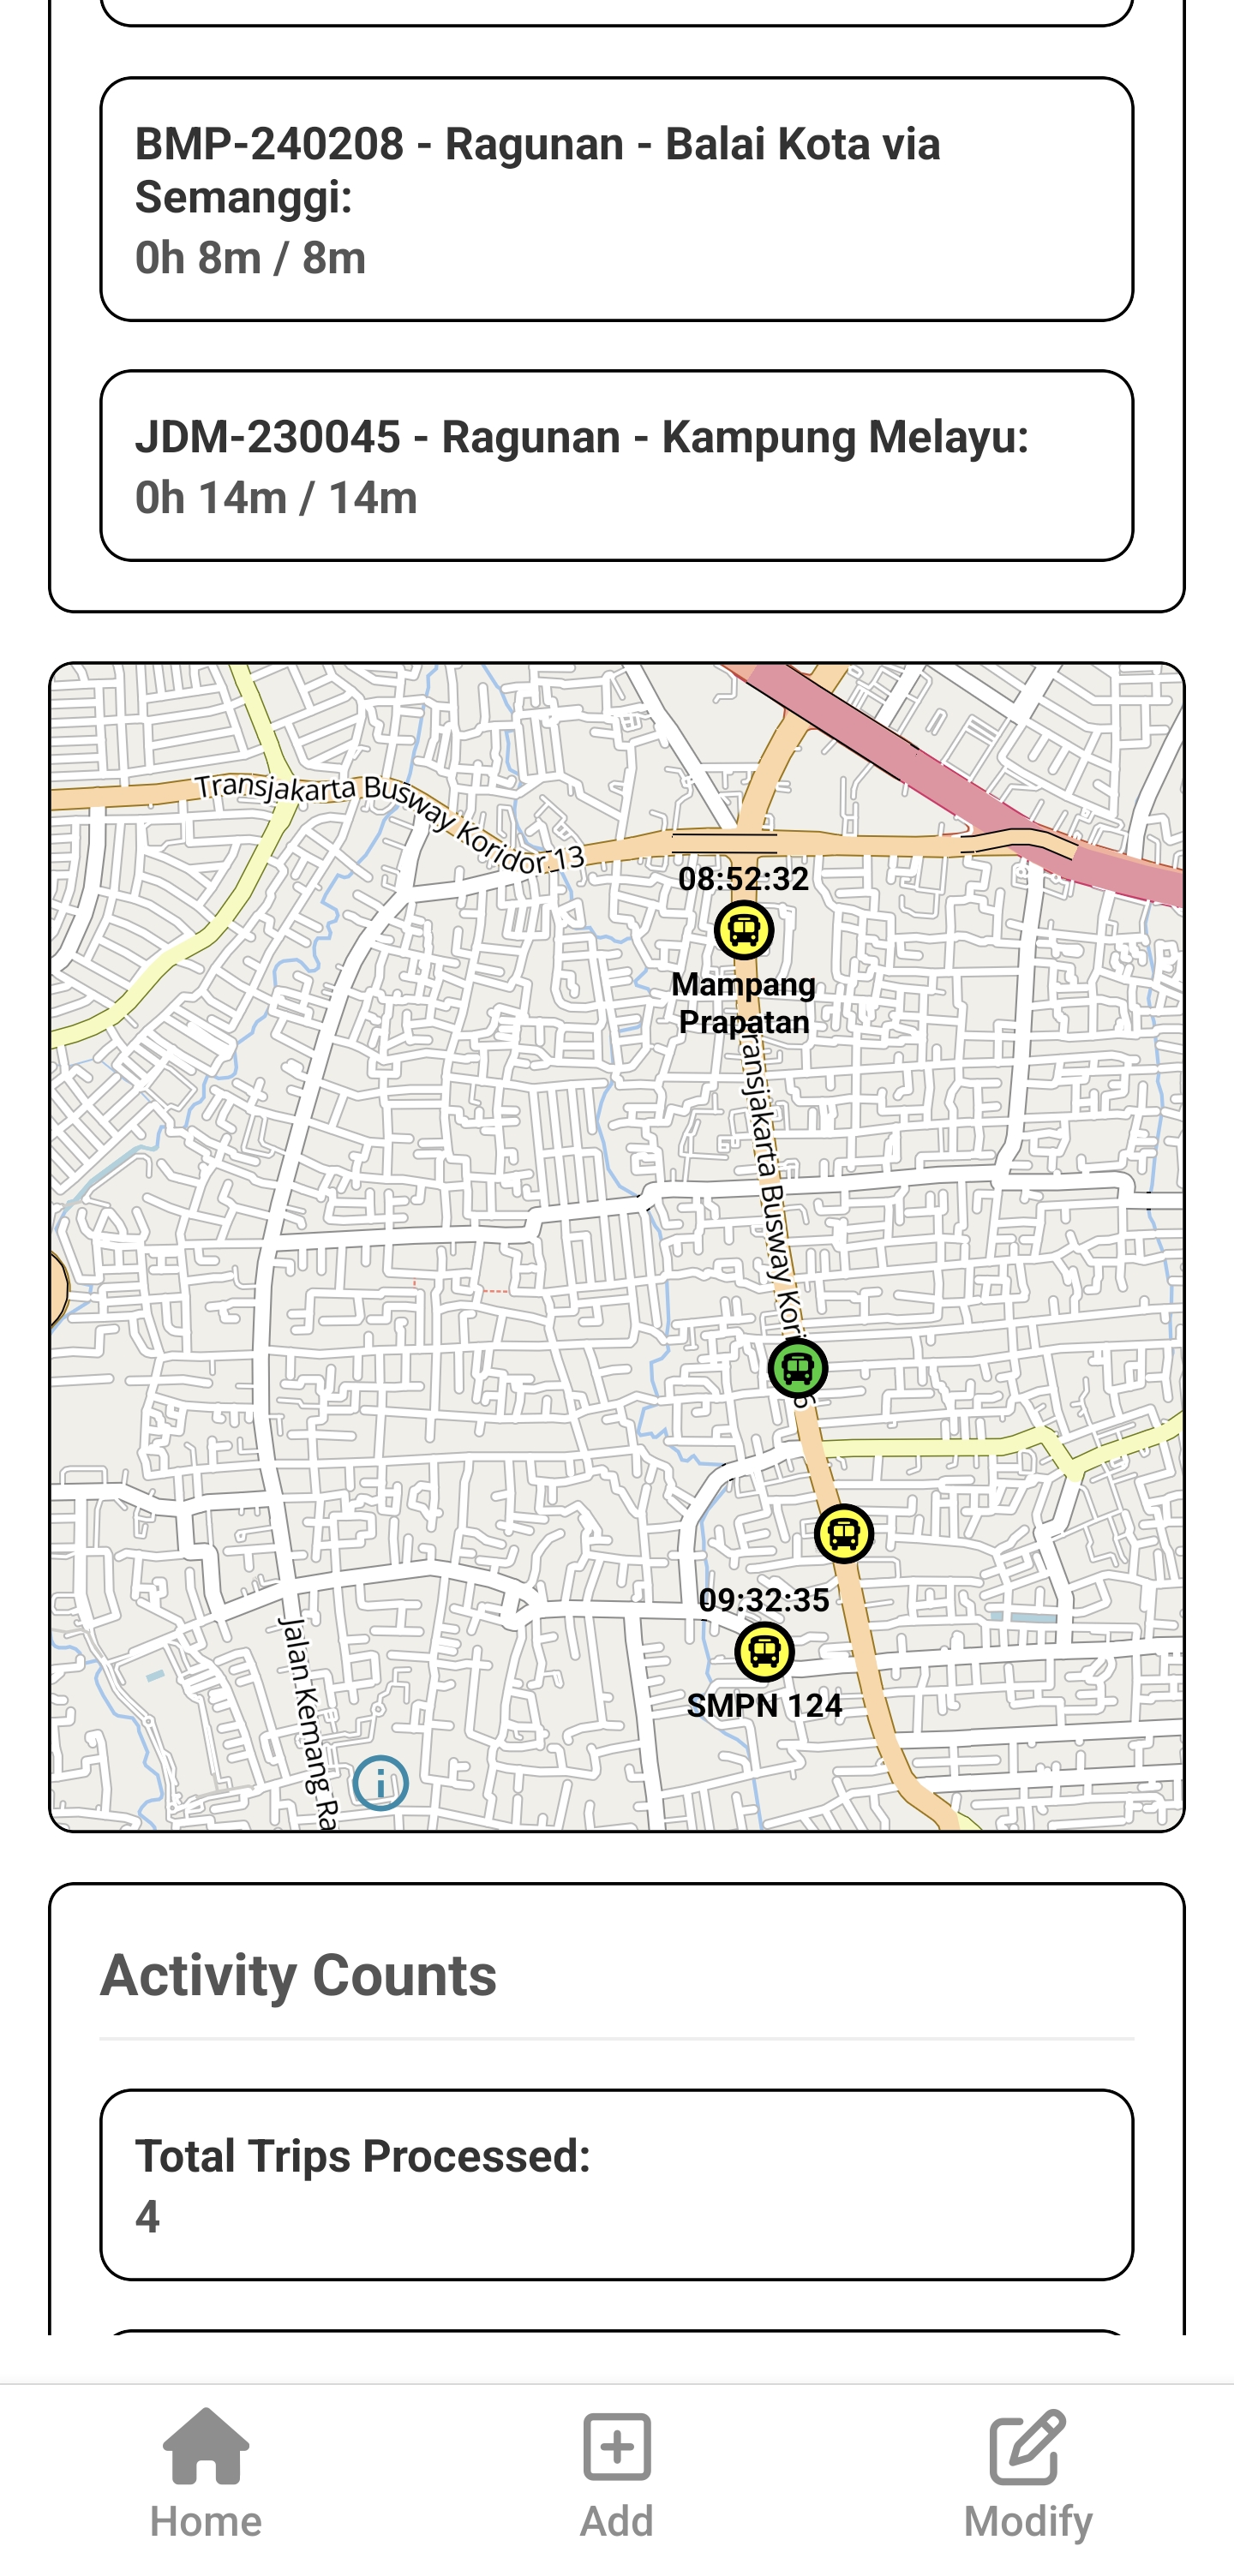 BMP-240208 - Ragunan - Balai Kota via
Semanggi:
0h 8m / 8m
JDM-230045 - Ragunan - Kampung Melayu:
0h 14m / 14m
Transjakarta Busway Koridor 13
08:52:32
Mampang
Prapatan
Transjakarta Busway Kori 6
09:32:35
SMPN 124
Jalan Kemang Ra
Activity Counts
Total Trips Processed:
4
Home
Add
Modify